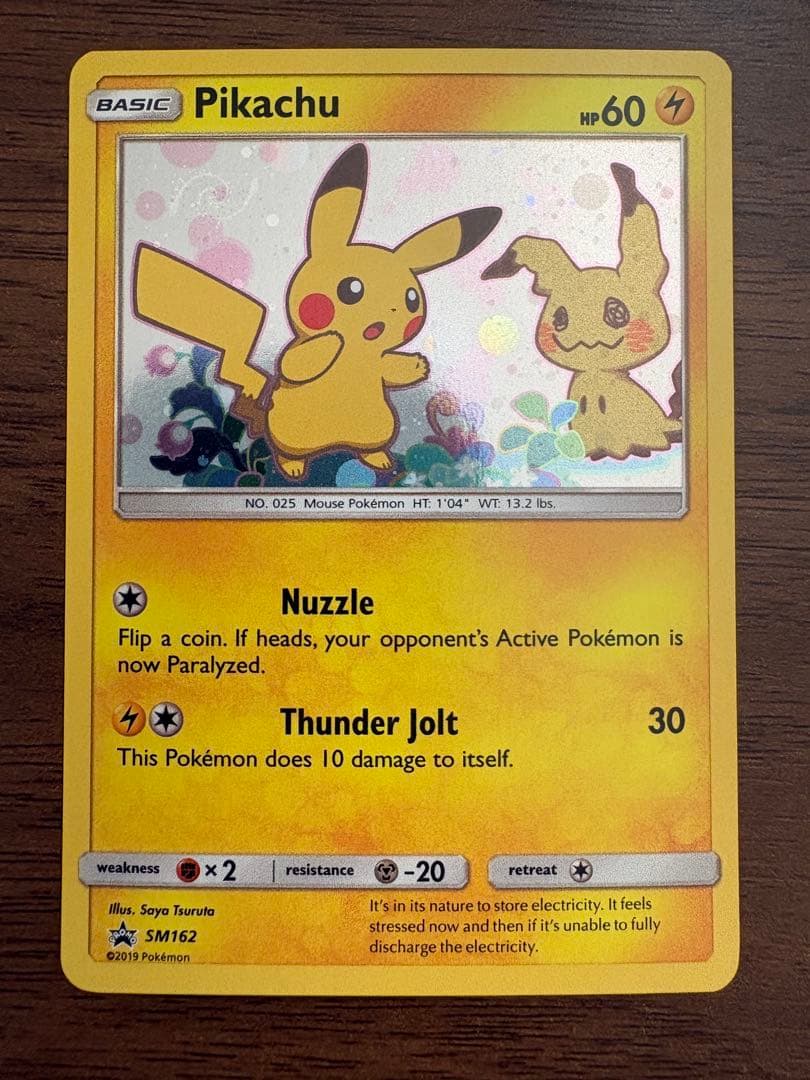 BASIC Pikachu HP60
NO. 025 Mouse Pokémon HT: 1'04" WT: 13.2 lbs.
Nuzzle
Flip a coin. If heads, your opponent's Active Pokémon is
now Paralyzed.
Thunder Jolt 30
This Pokémon does 10 damage to itself.
weakness ×2 resistance -20 retreat
Illus. Saya Tsuruta
PROMO SM162
©2019 Pokémon
It's in its nature to store electricity. It feels
stressed now and then if it's unable to fully
discharge the electricity.